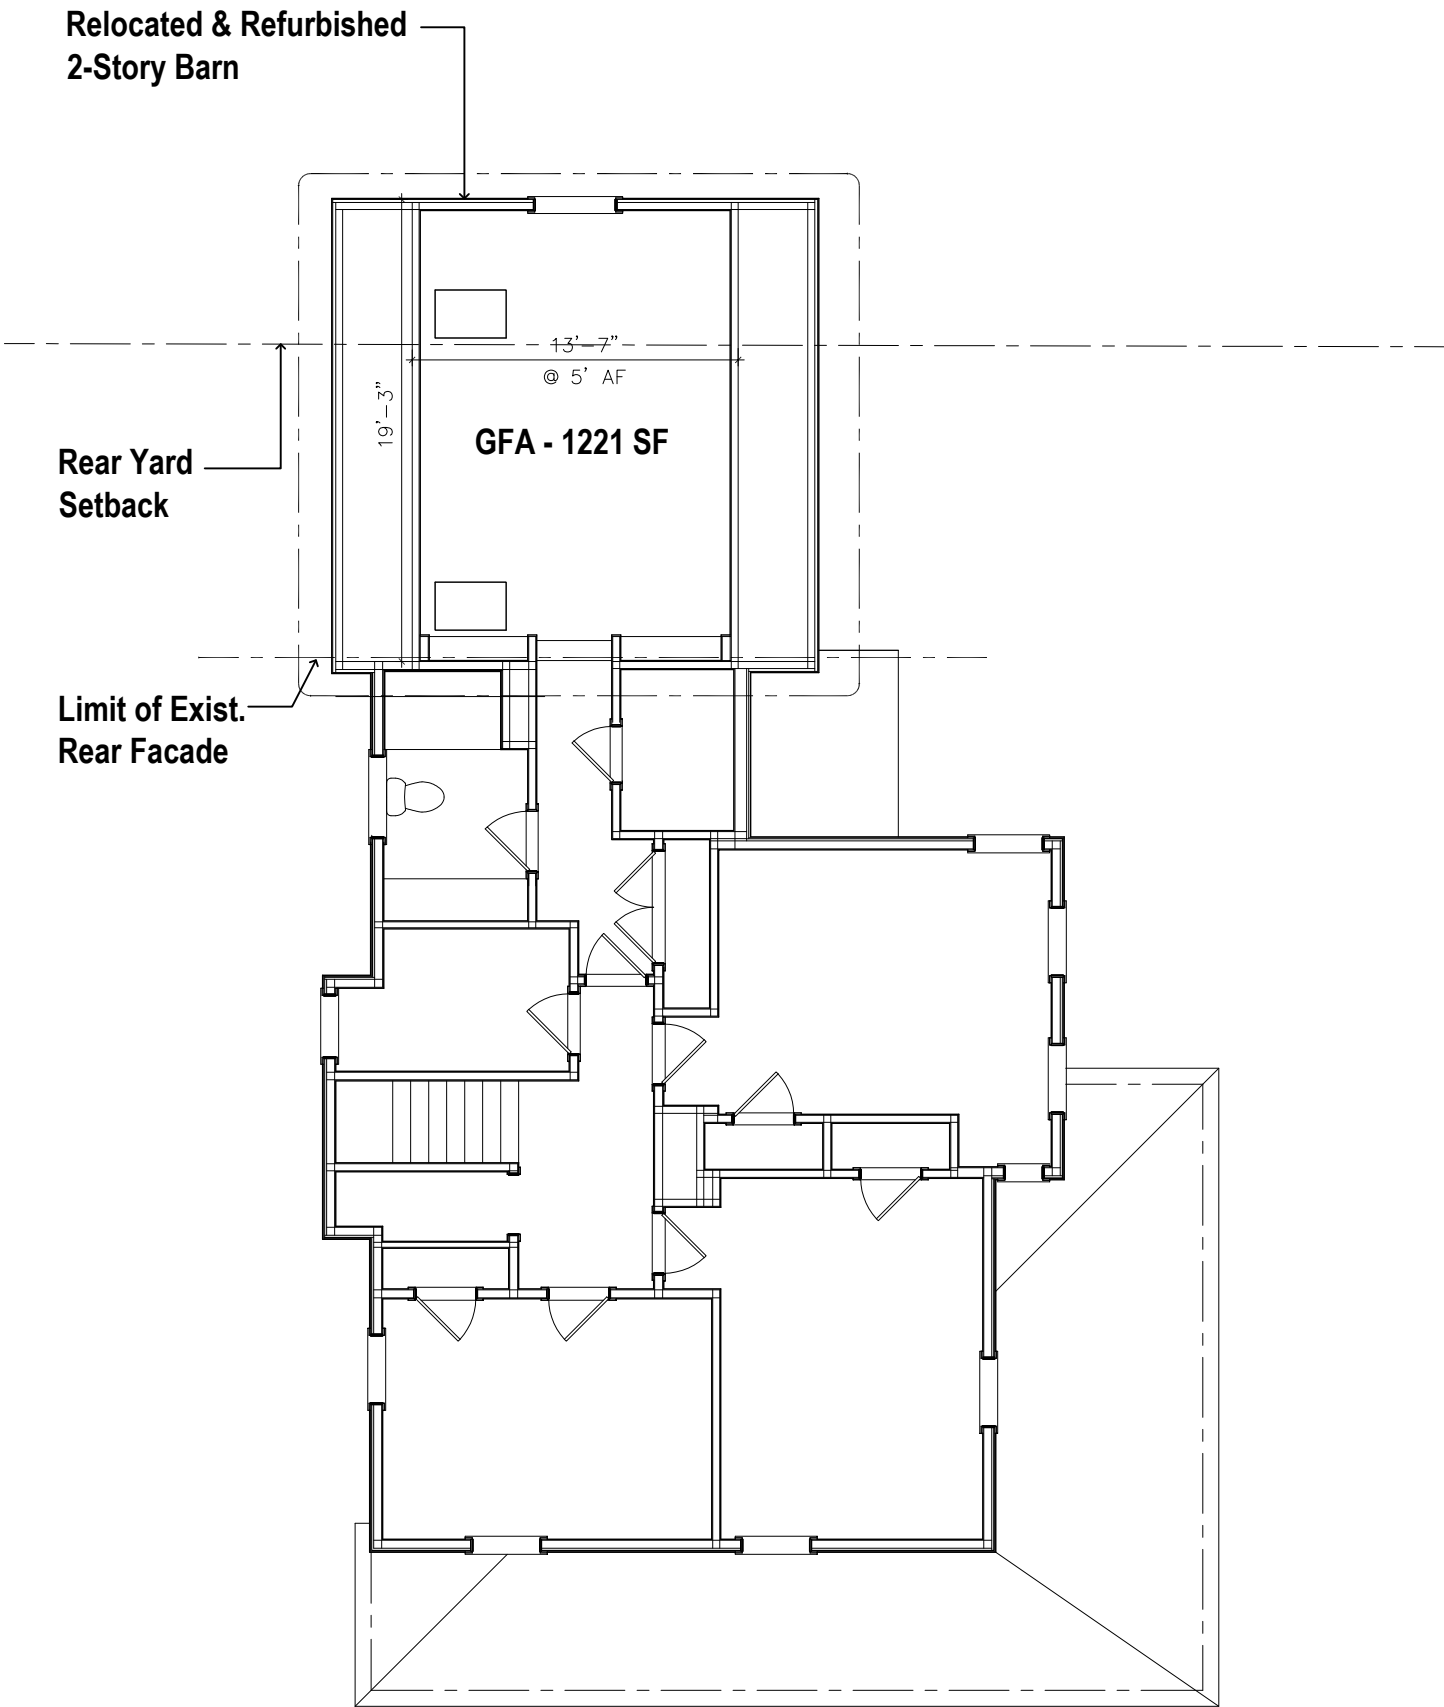 Relocated & Refurbished
2-Story Barn
13'-7"
@ 5' AF
19'-3"
GFA - 1221 SF
Rear Yard
Setback
Limit of Exist.
Rear Facade